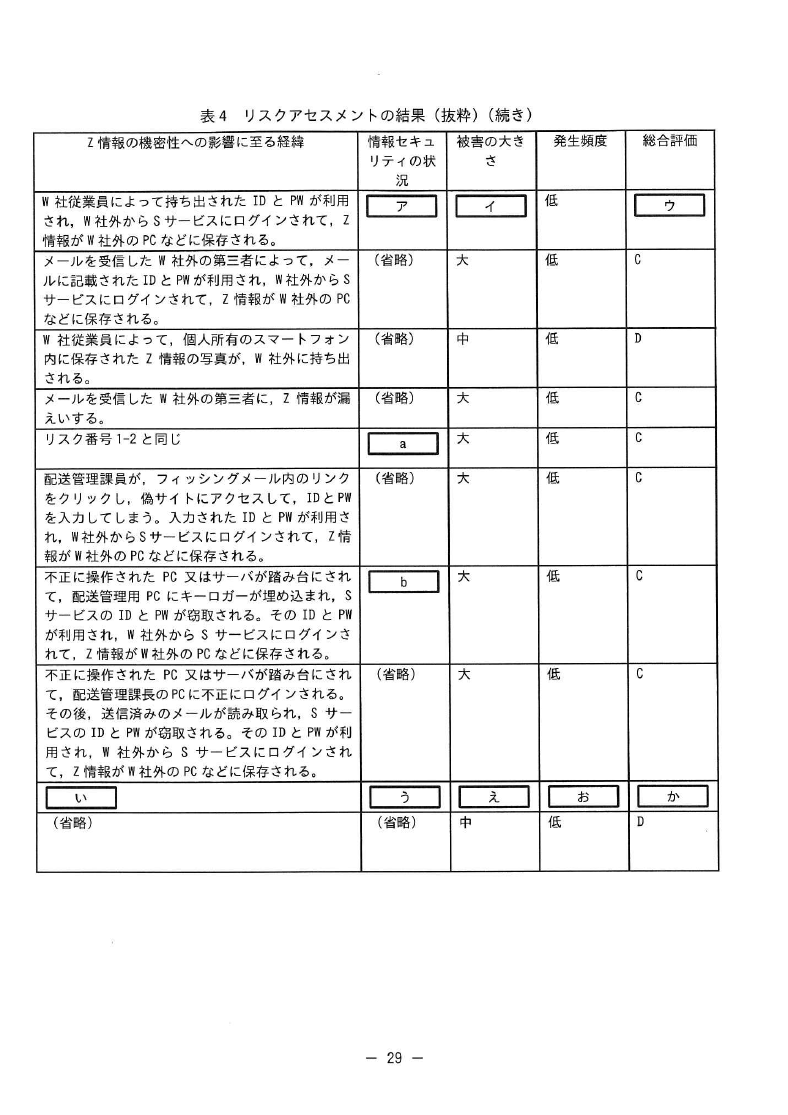 表4 リスクアセスメントの結果(抜粋)(続き)
Z 情報の機密性への影響に至る経緯
情報セキュ
リティの状
況
被害の大き
さ
発生頻度
総合評価
W 社従業員によって持ち出された ID と PW が利用
され,W 社外から S サービスにログインされて,Z
情報が W 社外の PC などに保存される。
ア
イ
低
ウ
メールを受信した W 社外の第三者によって,メー
ルに記載された ID と PW が利用され,W 社外から S
サービスにログインされて,Z 情報が W 社外の PC
などに保存される。
(省略)
大
低
C
W 社従業員によって,個人所有のスマートフォン
内に保存された Z 情報の写真が,W 社外に持ち出
される。
(省略)
中
低
D
メールを受信した W 社外の第三者に,Z 情報が漏
えいする。
(省略)
大
低
C
リスク番号 1-2 と同じ
a
大
低
C
配送管理課員が,フィッシングメール内のリンク
をクリックし,偽サイトにアクセスして,ID と PW
を入力してしまう。入力された ID と PW が利用さ
れ,W 社外から S サービスにログインされて,Z 情
報が W 社外の PC などに保存される。
(省略)
大
低
C
不正に操作された PC 又はサーバが踏み台にされ
て,配送管理用 PC にキーロガーが埋め込まれ,S
サービスの ID と PW が窃取される。その ID と PW
が利用され,W 社外から S サービスにログインさ
れて,Z 情報が W 社外の PC などに保存される。
b
大
低
C
不正に操作された PC 又はサーバが踏み台にされ
て,配送管理課長の PC に不正にログインされる。
その後,送信済みのメールが読み取られ,S サー
ビスの ID と PW が窃取される。その ID と PW が利
用され,W 社外から S サービスにログインされ
て,Z 情報が W 社外の PC などに保存される。
(省略)
大
低
C
い
う
え
お
か
(省略)
(省略)
中
低
D
- 29 -